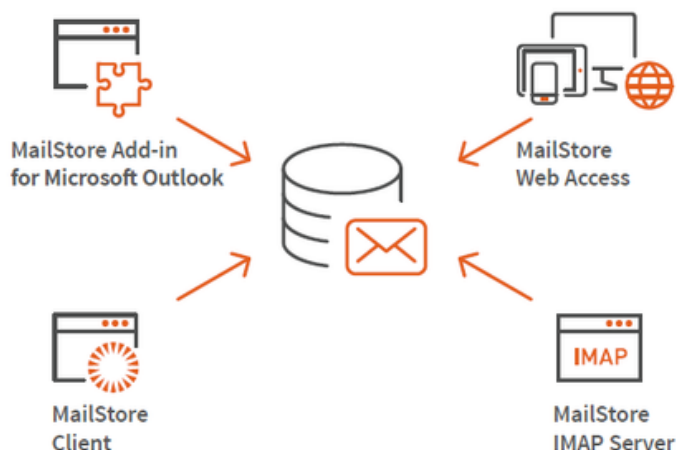 MailStore Add-in
for Microsoft Outlook
MailStore
Web Access
MailStore
Client
IMAP
MailStore
IMAP Server